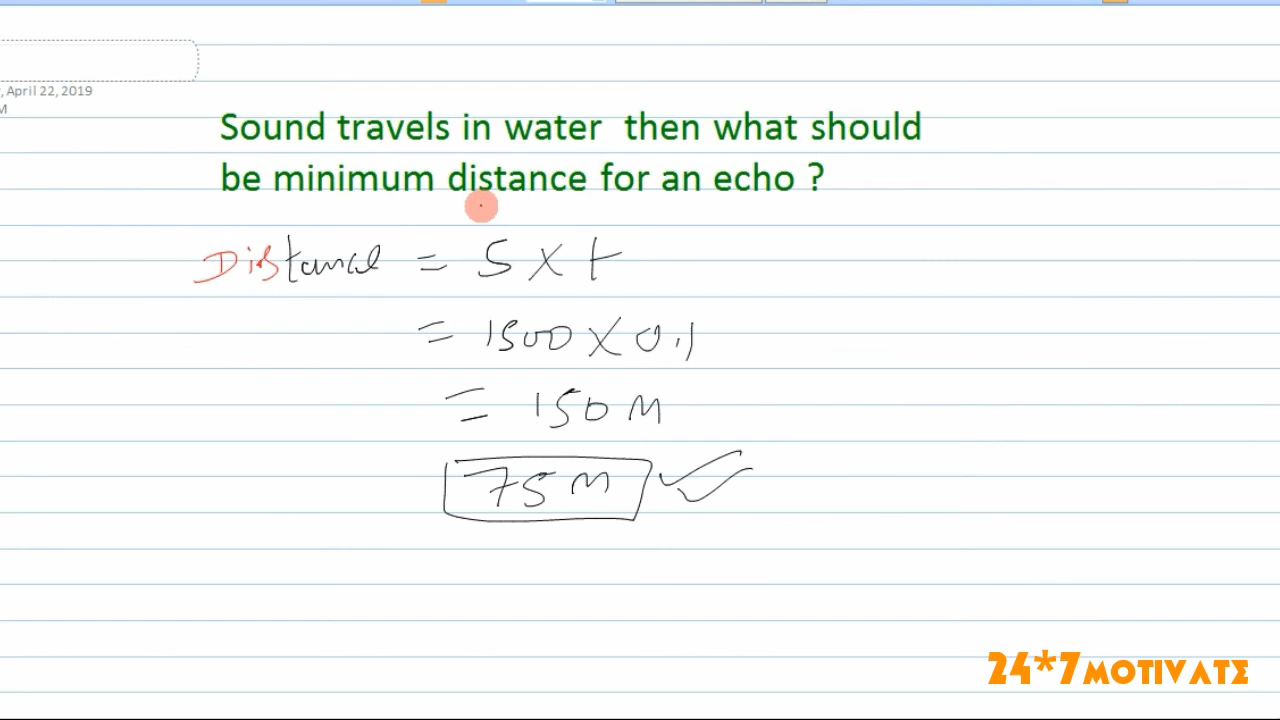 , April 22, 2019
M
Sound travels in water then what should
be minimum distance for an echo ?
Distance = S x t
= 1500 x 0.1
= 150 M
75 M
24*7MOTIVATE